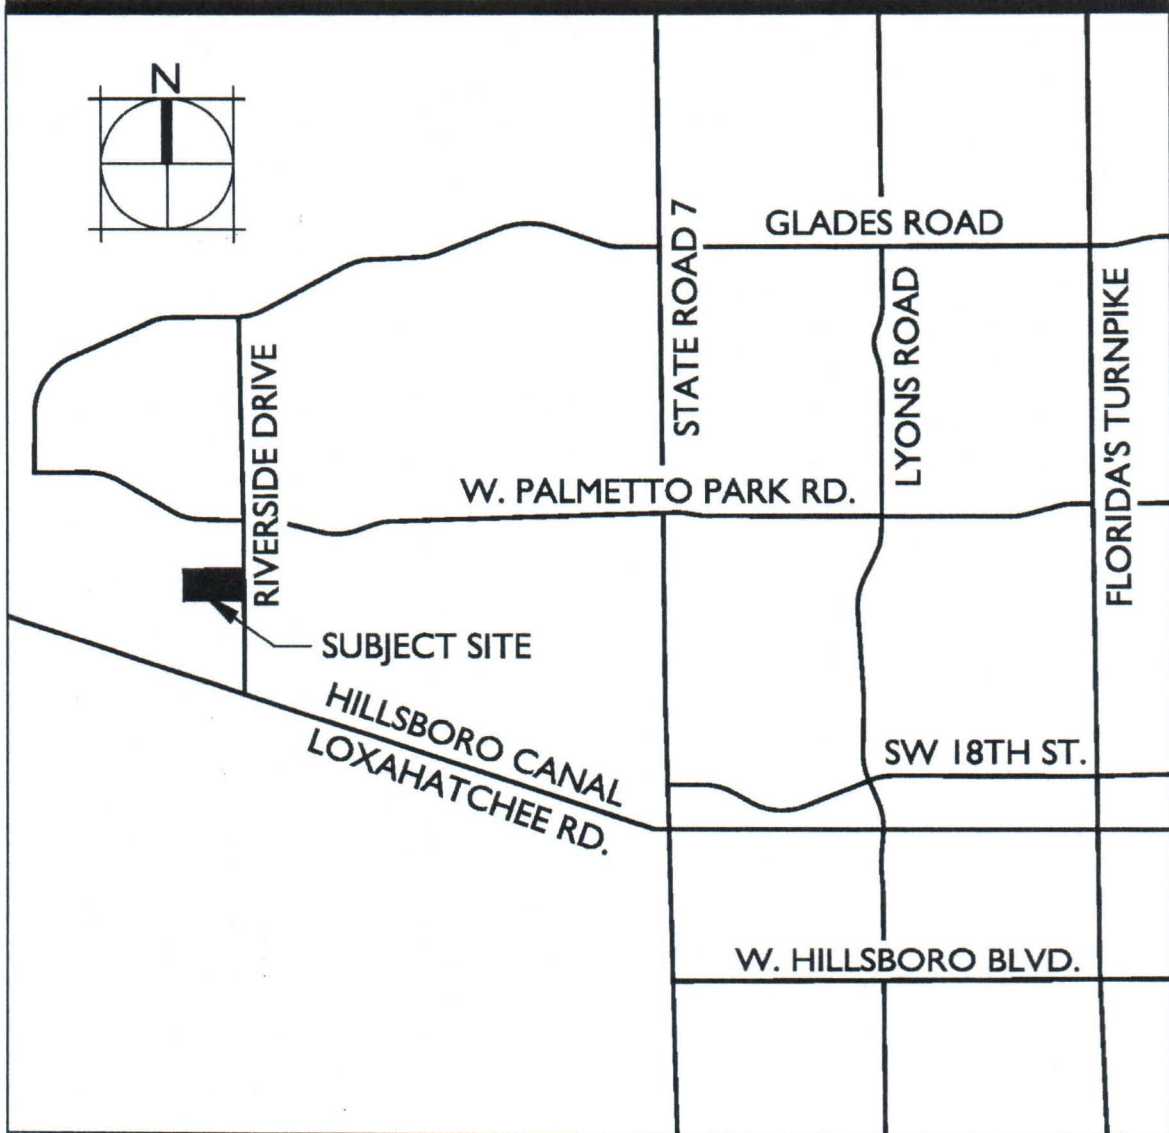 N
GLADES ROAD
STATE ROAD 7
LYONS ROAD
FLORIDA'S TURNPIKE
RIVERSIDE DRIVE
W. PALMETTO PARK RD.
SUBJECT SITE
HILLSBORO CANAL
LOXAHATCHEE RD.
SW 18TH ST.
W. HILLSBORO BLVD.